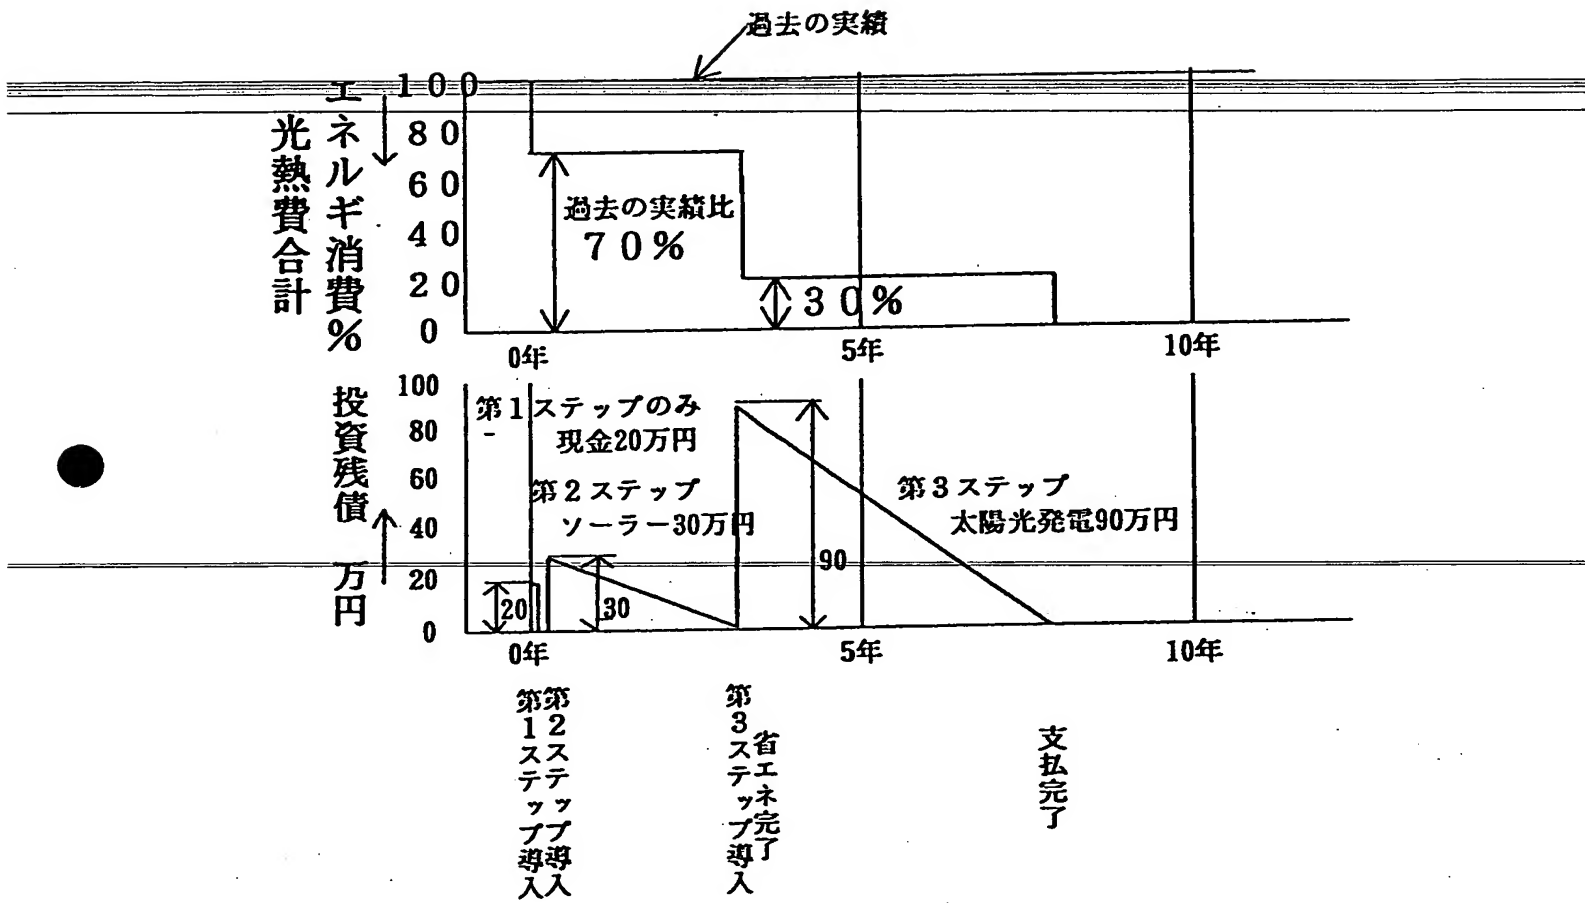 過去の実績
エネルギ消費%
光熱費合計
100
80
60
40
20
0
過去の実績比
70%
30%
0年
5年
10年
投資残債 万円
100
80
60
40
20
0
第1ステップのみ
現金20万円
第2ステップ
ソーラー30万円
第3ステップ
太陽光発電90万円
20
30
90
0年
5年
10年
第1ステップ導入
第2ステップ導入
第3ステップ導入
省エネ完了
支払完了